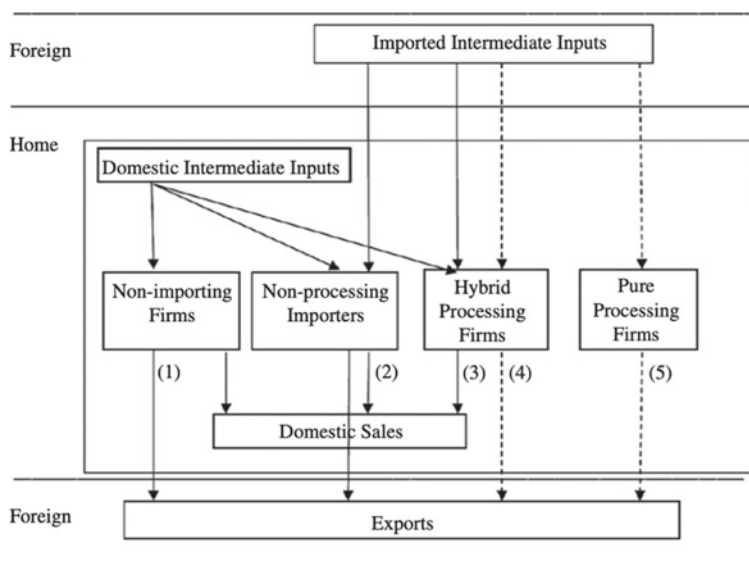 Foreign
Imported Intermediate Inputs
Home
Domestic Intermediate Inputs
Non-importing
Firms
Non-processing
Importers
Hybrid
Processing
Firms
Pure
Processing
Firms
(1)
(2)
(3)
(4)
(5)
Domestic Sales
Foreign
Exports